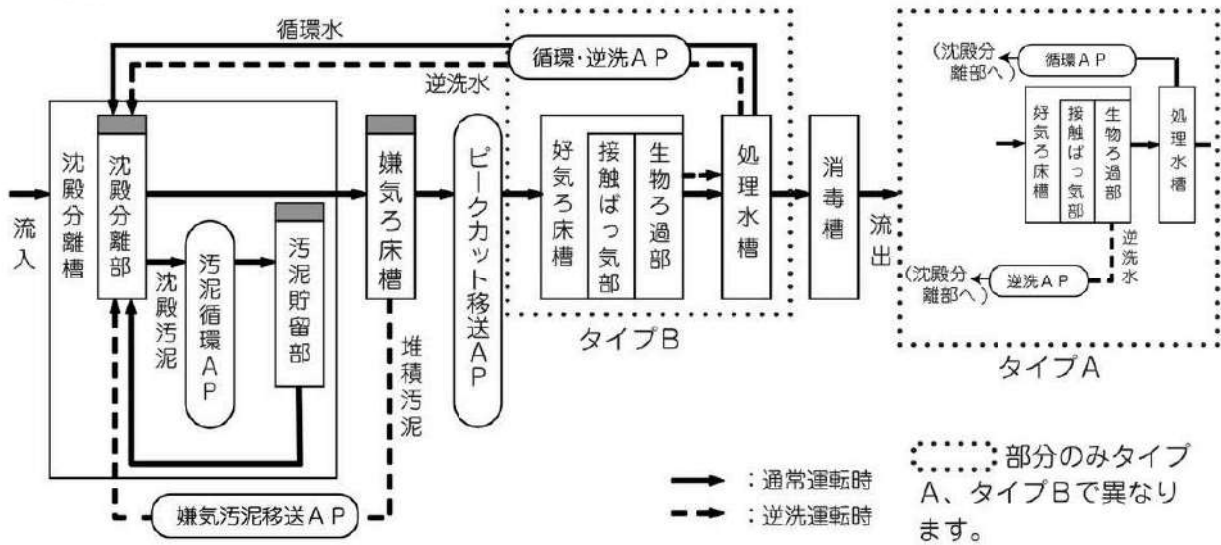 循環水
循環・逆洗AP
逆洗水
流入
沈殿分離槽
沈殿分離部
沈殿汚泥
汚泥循環AP
汚泥貯留部
嫌気ろ床槽
堆積汚泥
嫌気汚泥移送AP
ピークカット移送AP
好気ろ床槽
接触ばっ気部
生物ろ過部
処理水槽
タイプB
消毒槽
流出
(沈殿分離部へ)
循環AP
好気ろ床槽
接触ばっ気部
生物ろ過部
処理水槽
逆洗水
(沈殿分離部へ)
逆洗AP
タイプA
:通常運転時
:逆洗運転時
部分のみタイプ
A、タイプBで異なり
ます。